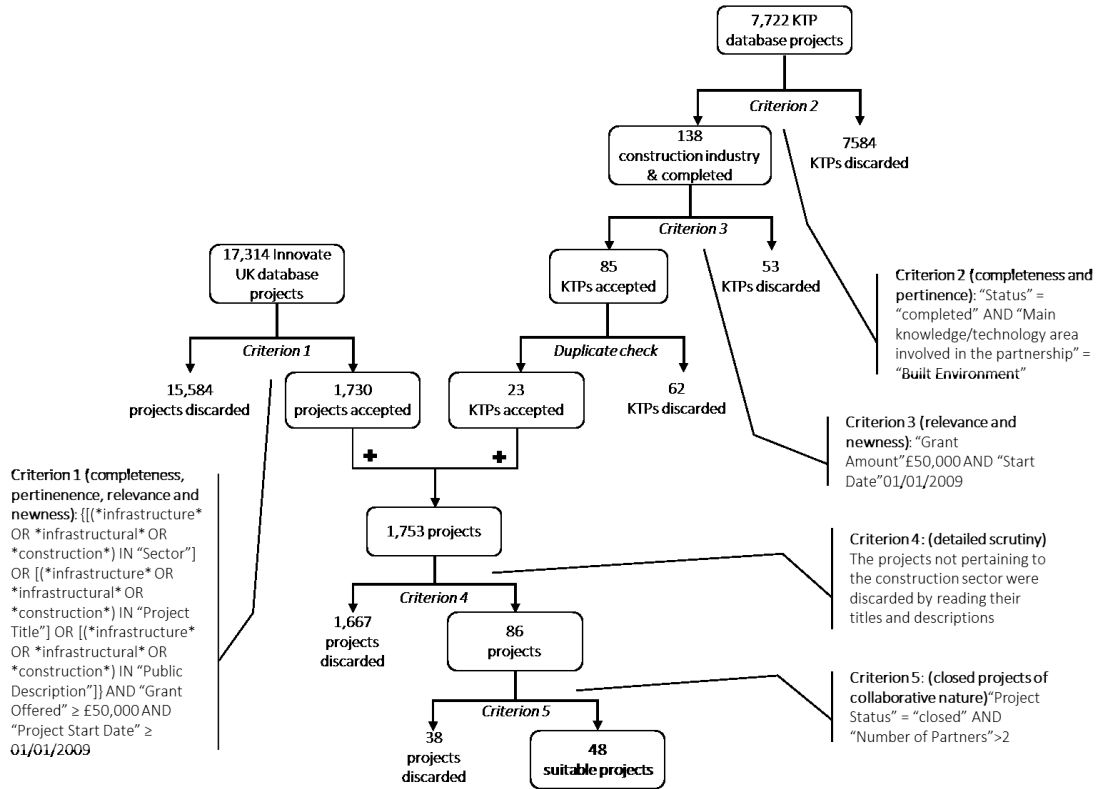 7,722 KTP
database projects
Criterion 2
138
construction industry
& completed
7584
KTPs discarded
Criterion 3
85
KTPs accepted
53
KTPs discarded
17,314 Innovate
UK database
projects
Criterion 1
15,584
projects discarded
1,730
projects accepted
Duplicate check
23
KTPs accepted
62
KTPs discarded
1,753 projects
Criterion 4
1,667
projects
discarded
86
projects
Criterion 5
38
projects
discarded
48
suitable projects
Criterion 1 (completeness,
pertinenence, relevance and
newness): {[(*infrastructure*
OR *infrastructural* OR
*construction*) IN “Sector”]
OR [(*infrastructure* OR
*infrastructural* OR
*construction*) IN “Project
Title”] OR [(*infrastructure*
OR *infrastructural* OR
*construction*) IN “Public
Description”]} AND “Grant
Offered” ≥ £50,000 AND
“Project Start Date” ≥
01/01/2009
Criterion 2 (completeness and
pertinence): “Status” =
“completed” AND “Main
knowledge/technology area
involved in the partnership” =
“Built Environment”
Criterion 3 (relevance and
newness): “Grant
Amount”£50,000 AND “Start
Date”01/01/2009
Criterion 4: (detailed scrutiny)
The projects not pertaining to
the construction sector were
discarded by reading their
titles and descriptions
Criterion 5: (closed projects of
collaborative nature)“Project
Status” = “closed” AND
“Number of Partners”>2